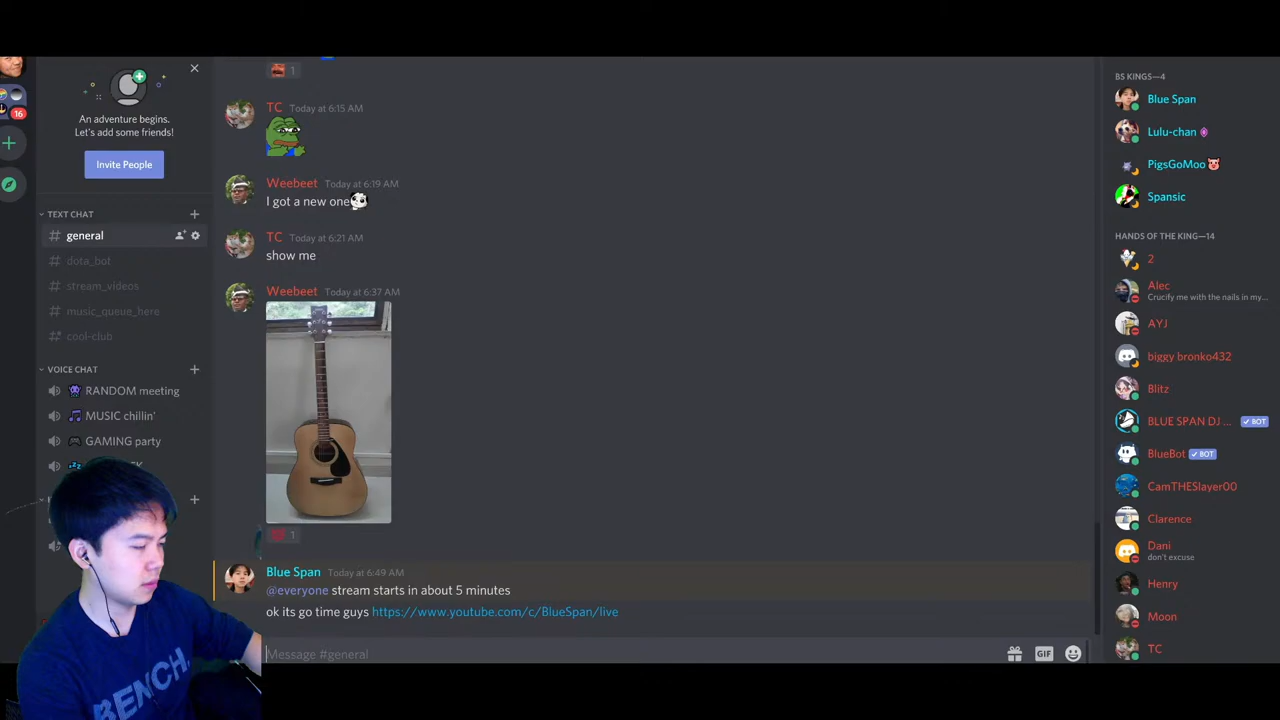 16
An adventure begins.
Let's add some friends!
Invite People
TEXT CHAT
general
dota_bot
stream_videos
music_queue_here
cool-club
VOICE CHAT
RANDOM meeting
MUSIC chillin'
GAMING party
BENCH.
1
TC Today at 6:15 AM
Weebeet Today at 6:19 AM
I got a new one
TC Today at 6:21 AM
show me
Weebeet Today at 6:37 AM
1
Blue Span Today at 6:49 AM
@everyone stream starts in about 5 minutes
ok its go time guys https://www.youtube.com/c/BlueSpan/live
Message #general
GIF
BS KINGS—4
Blue Span
Lulu-chan
PigsGoMoo
Spansic
HANDS OF THE KING—14
2
Alec
Crucify me with the nails in my...
AYJ
biggy bronko432
Blitz
BLUE SPAN DJ ... BOT
BlueBot BOT
CamTHESlayer00
Clarence
Dani
don't excuse
Henry
Moon
TC